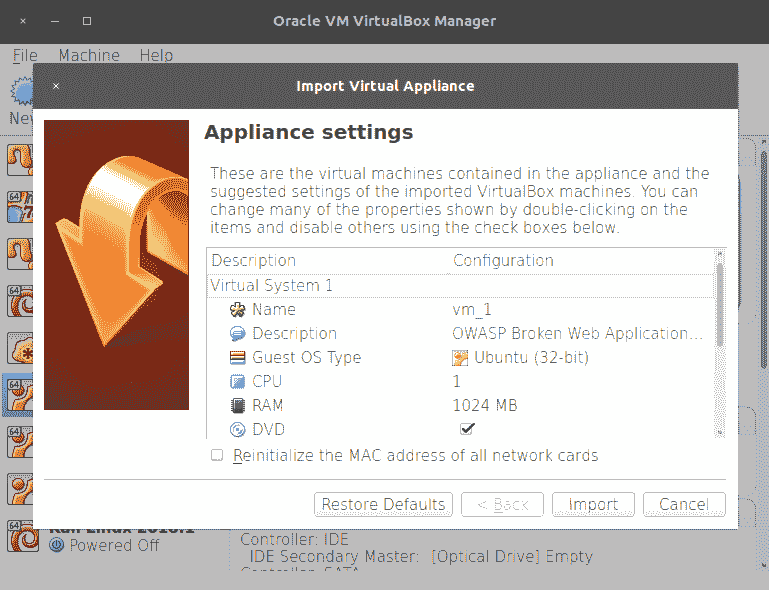 Oracle VM VirtualBox Manager
File Machine Help
Import Virtual Appliance
Appliance settings
These are the virtual machines contained in the appliance and the
suggested settings of the imported VirtualBox machines. You can
change many of the properties shown by double-clicking on the
items and disable others using the check boxes below.
Description Configuration
Virtual System 1
Name vm_1
Description OWASP Broken Web Application...
Guest OS Type Ubuntu (32-bit)
CPU 1
RAM 1024 MB
DVD
Reinitialize the MAC address of all network cards
Restore Defaults < Back Import Cancel
Powered Off
Controller: IDE
IDE Secondary Master: [Optical Drive] Empty
Controller: SATA